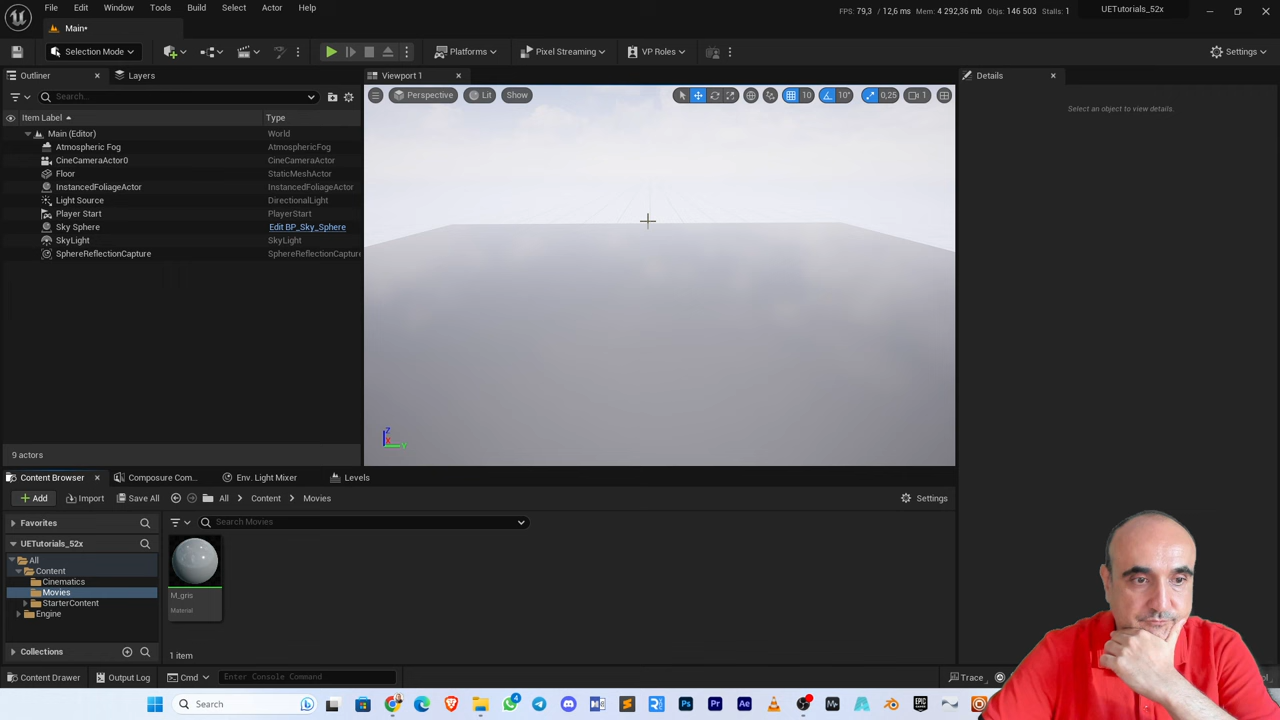 File Edit Window Tools Build Select Actor Help
FPS: 79,3 / 12,6 ms Mem: 4 292,36 mb Objs: 146 503 Stalls: 1
UETutorials_52x
Main*
Selection Mode
Platforms
Pixel Streaming
VP Roles
Settings
Outliner
Layers
Viewport 1
Details
Search...
Perspective
Lit
Show
10
10°
0,25
1
Select an object to view details.
Item Label
Type
Main (Editor) World
Atmospheric Fog AtmosphericFog
CineCameraActor0 CineCameraActor
Floor StaticMeshActor
InstancedFoliageActor InstancedFoliageActor
Light Source DirectionalLight
Player Start PlayerStart
Sky Sphere Edit BP_Sky_Sphere
SkyLight SkyLight
SphereReflectionCapture SphereReflectionCapture
9 actors
Z
X
Y
Content Browser
Composure Com...
Env. Light Mixer
Levels
Add
Import
Save All
All
Content
Movies
Settings
Favorites
Search Movies
UETutorials_52x
All
Content
Cinematics
Movies
StarterContent
Engine
M_gris
Material
Collections
1 item
Content Drawer
Output Log
Cmd
Enter Console Command
Trace
Search
4